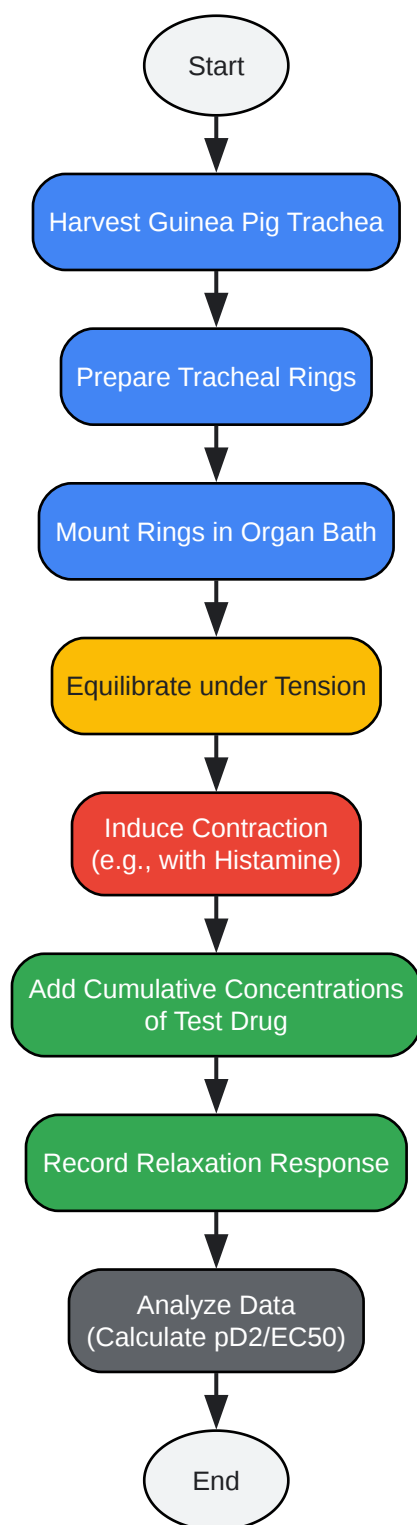 Start
Harvest Guinea Pig Trachea
Prepare Tracheal Rings
Mount Rings in Organ Bath
Equilibrate under Tension
Induce Contraction
(e.g., with Histamine)
Add Cumulative Concentrations
of Test Drug
Record Relaxation Response
Analyze Data
(Calculate pD2/EC50)
End